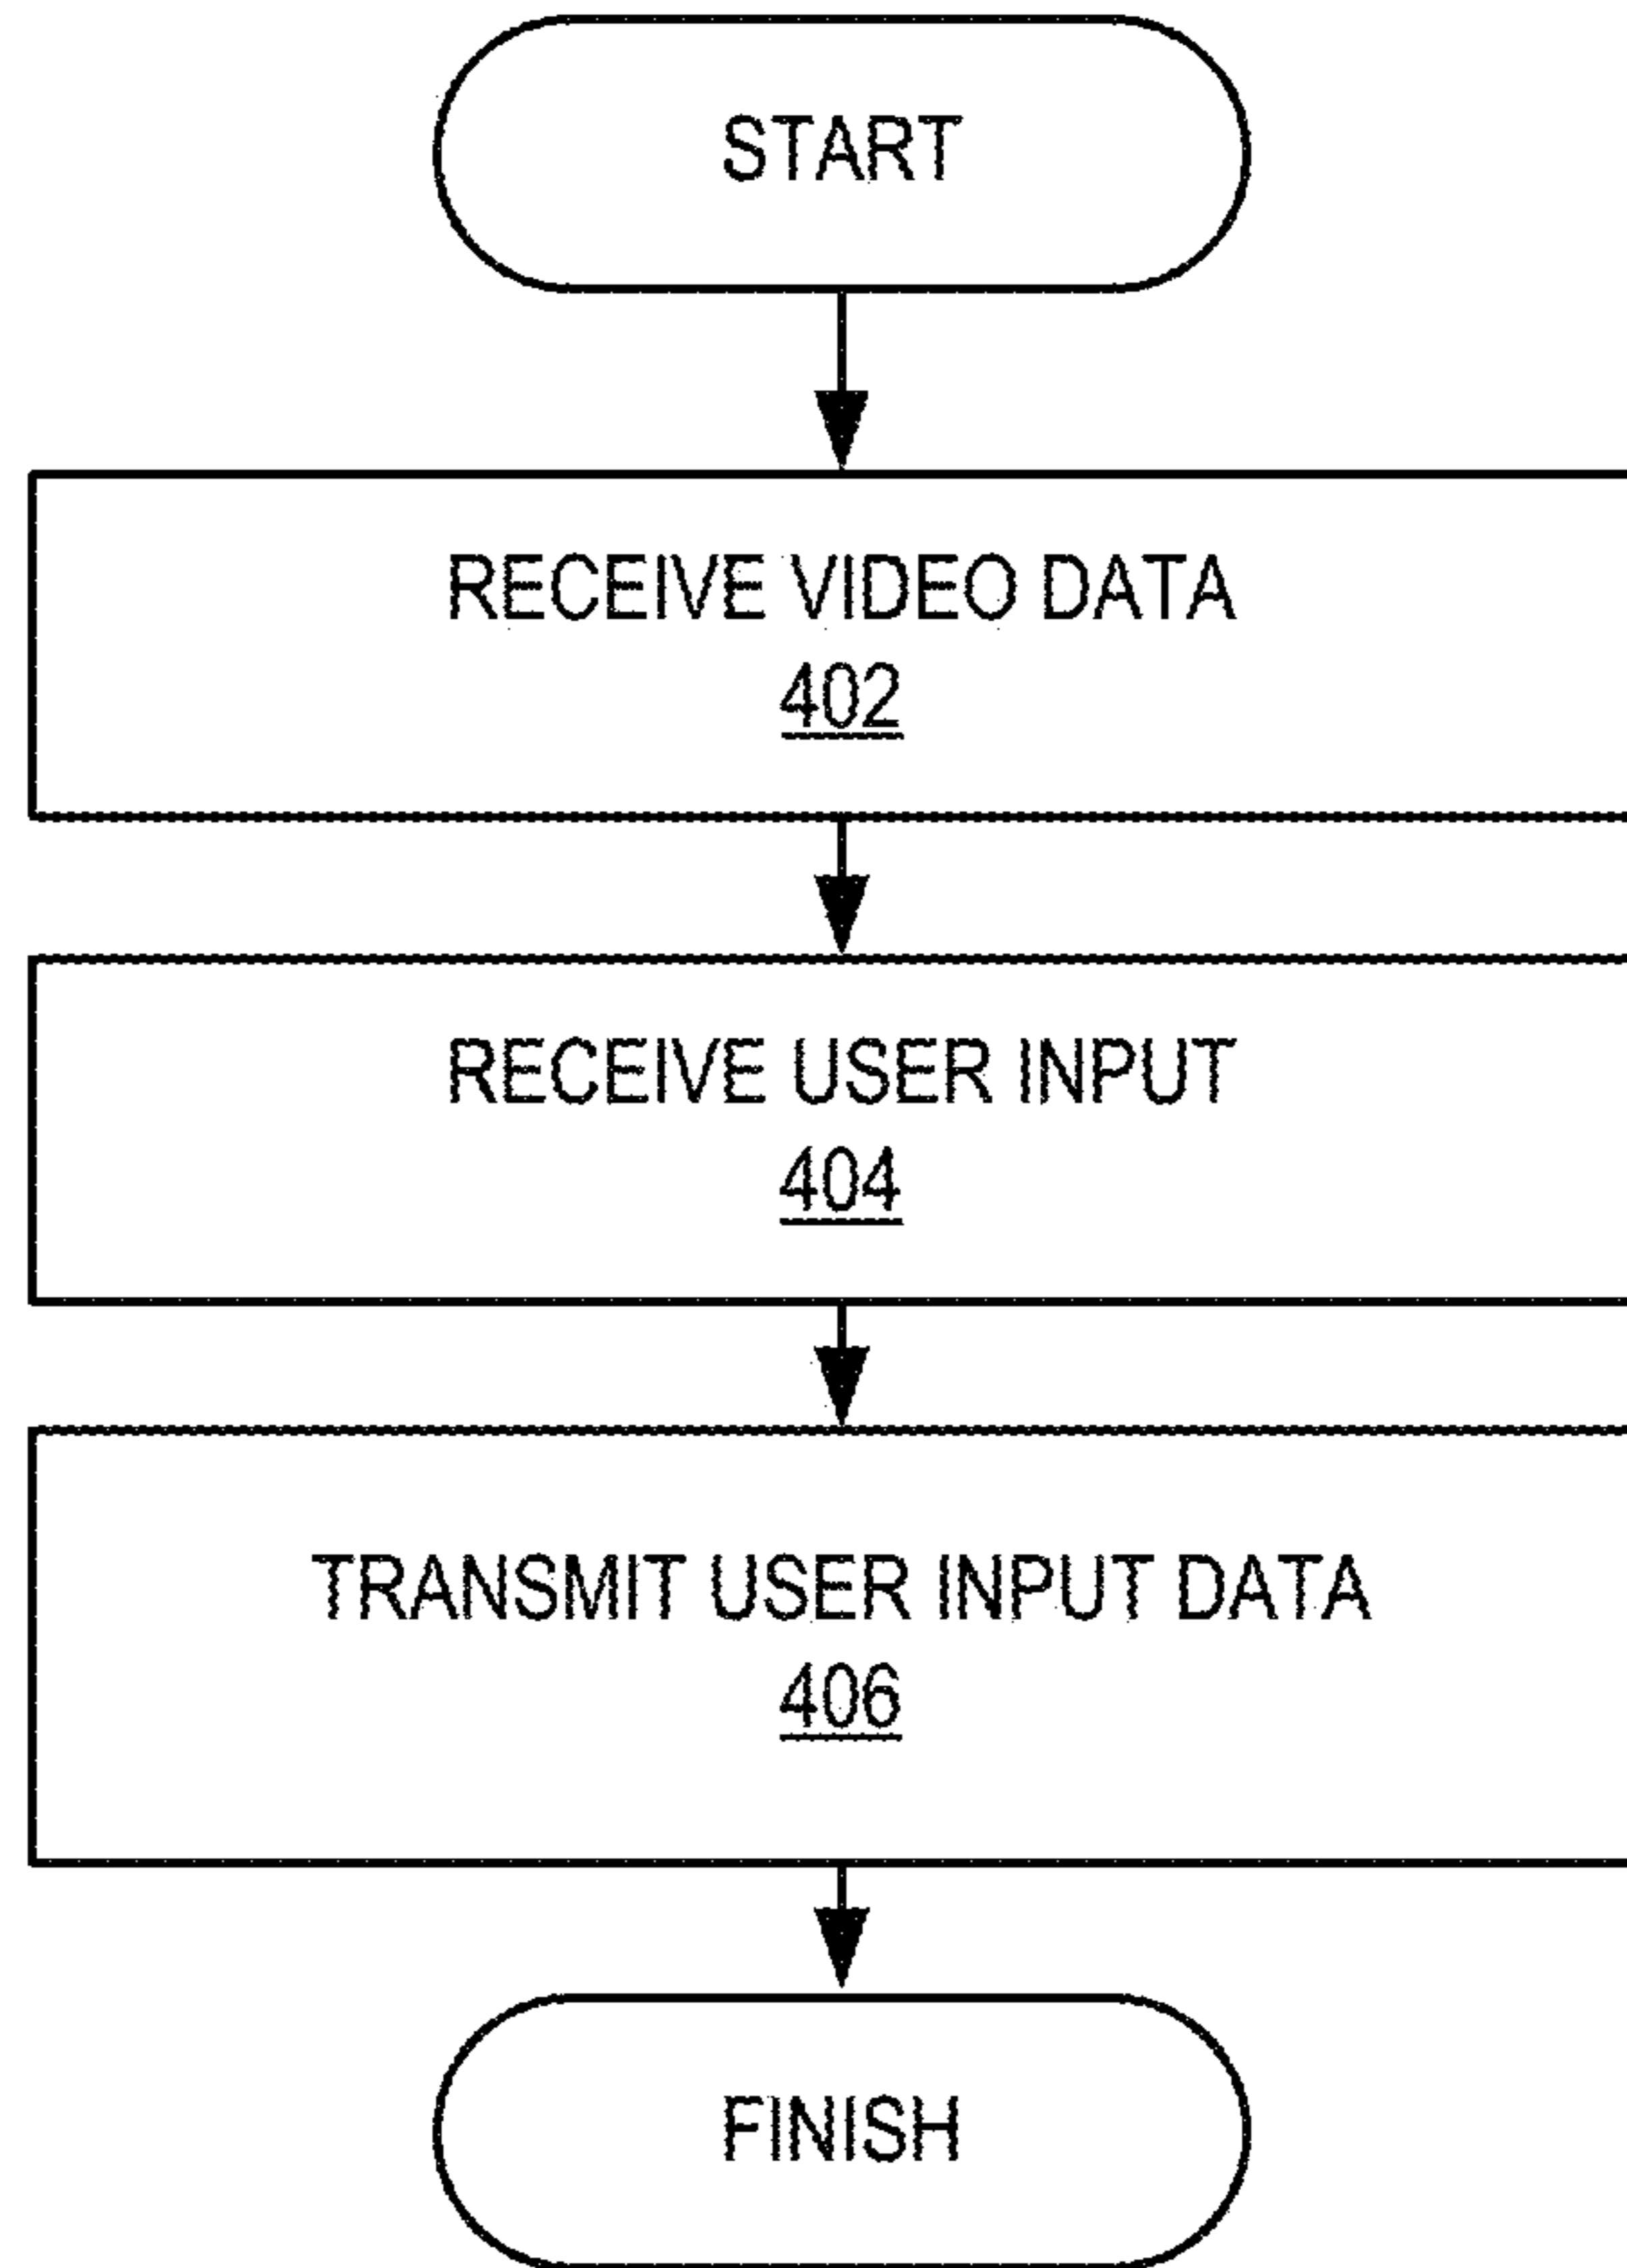 START
RECEIVE VIDEO DATA
402
RECEIVE USER INPUT
404
TRANSMIT USER INPUT DATA
406
FINISH